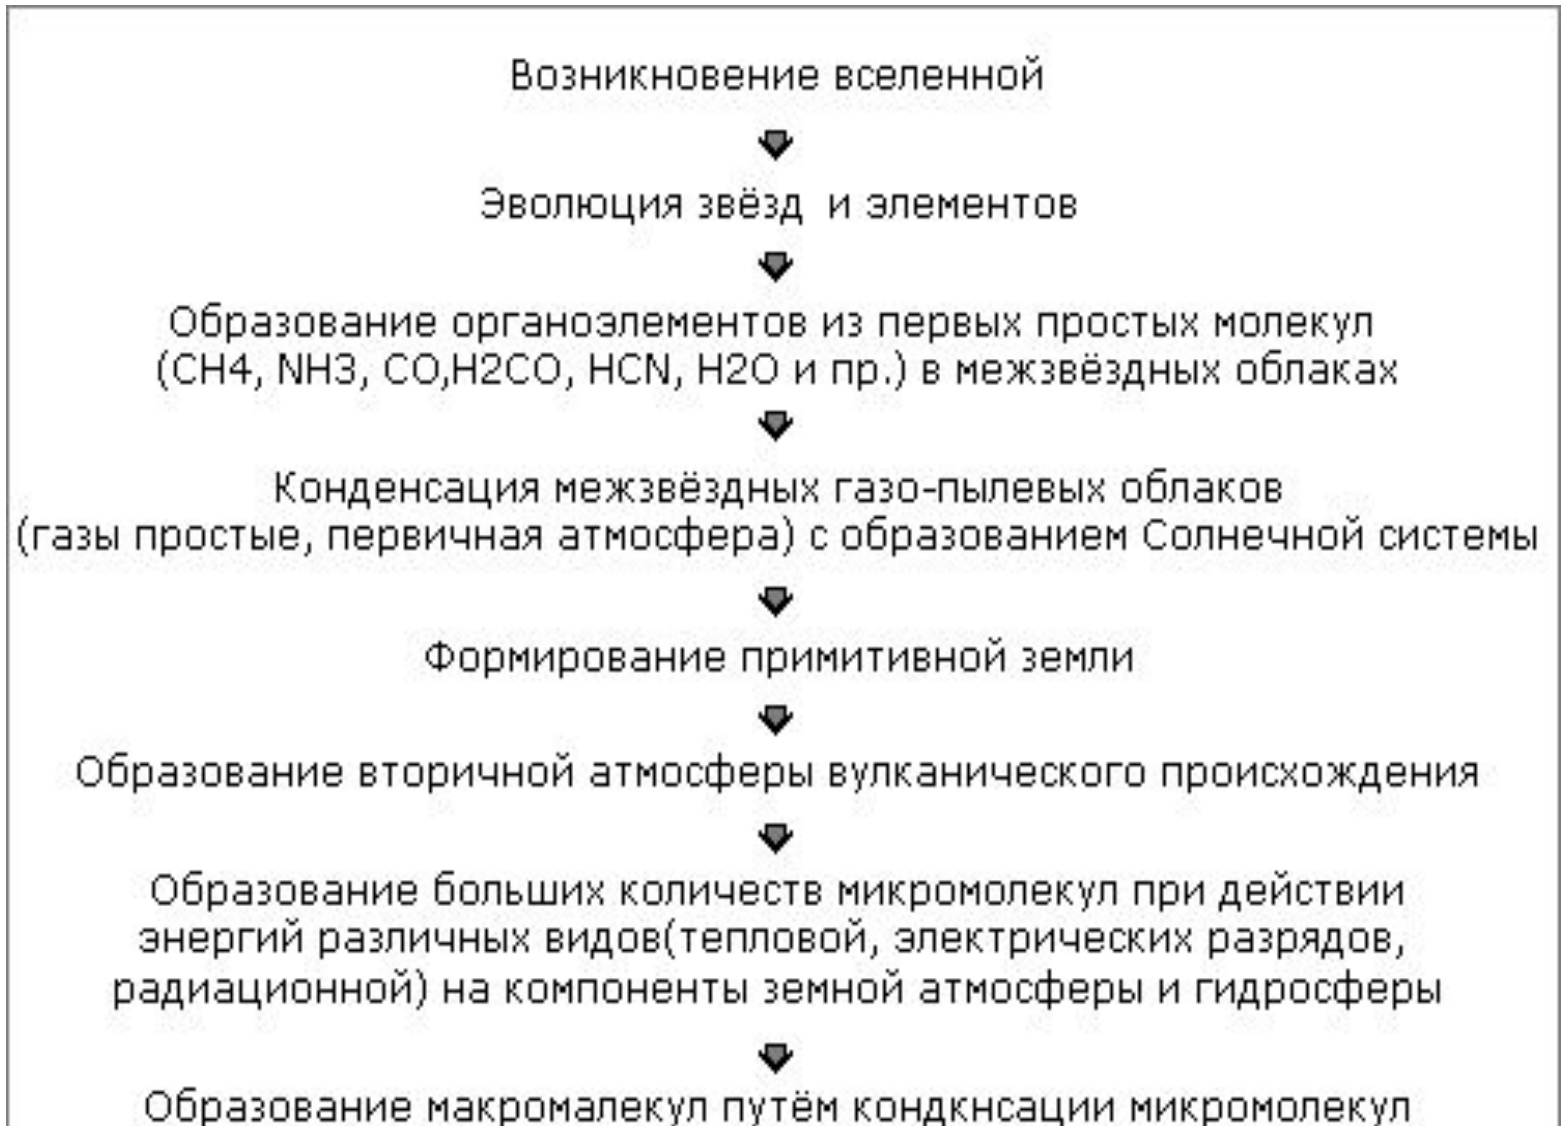 Возникновение вселенной
Эволюция звёзд и элементов
Образование органоэлементов из первых простых молекул
(CH4, NH3, CO,H2CO, HCN, H2O и пр.) в межзвёздных облаках
Конденсация межзвёздных газо-пылевых облаков
(газы простые, первичная атмосфера) с образованием Солнечной системы
Формирование примитивной земли
Образование вторичной атмосферы вулканического происхождения
Образование больших количеств микромолекул при действии
энергий различных видов(тепловой, электрических разрядов,
радиационной) на компоненты земной атмосферы и гидросферы
Образование макромалекул путём кондкнсации микромолекул